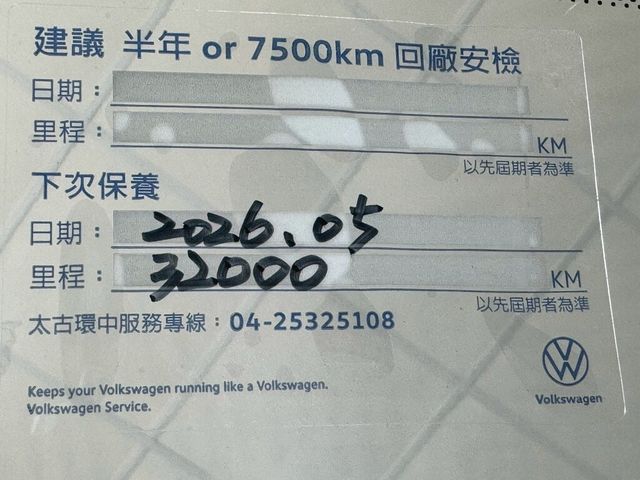 建議 半年 or 7500km 回廠安檢
日期：
里程： KM
以先屆期者為準
下次保養
日期： 2026.05
里程： 32000 KM
以先屆期者為準
太古環中服務專線：04-25325108
Keeps your Volkswagen running like a Volkswagen.
Volkswagen Service.
Volkswagen